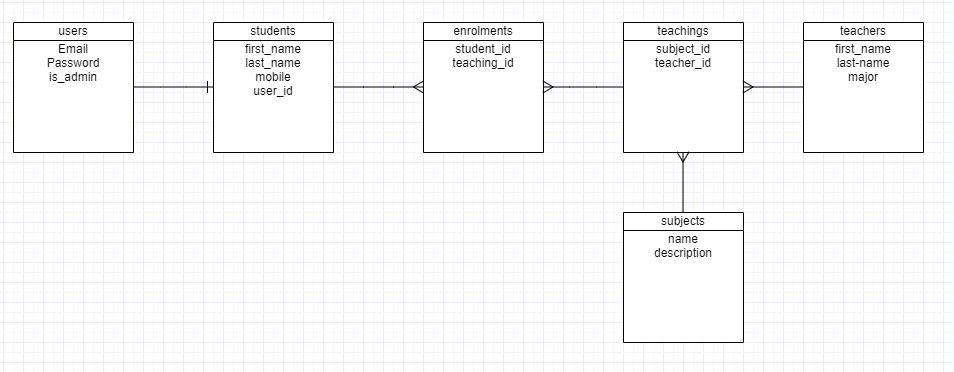 users
Email
Password
is_admin
students
first_name
last_name
mobile
user_id
enrolments
student_id
teaching_id
teachings
subject_id
teacher_id
teachers
first_name
last-name
major
subjects
name
description